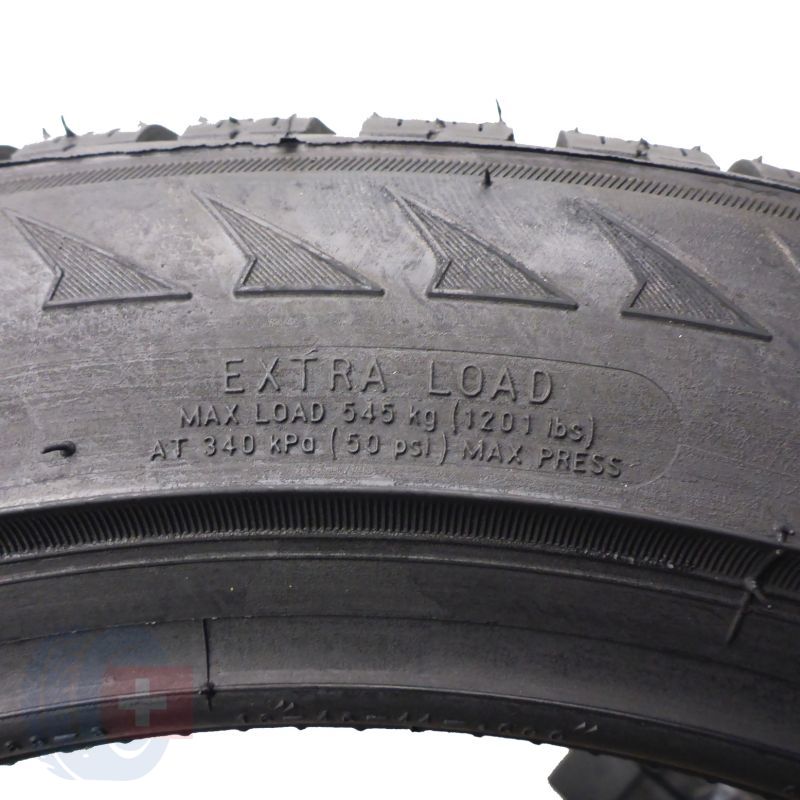 EXTRA LOAD
MAX LOAD 545 kg (1201 lbs)
AT 340 kPa (50 psi) MAX PRESS